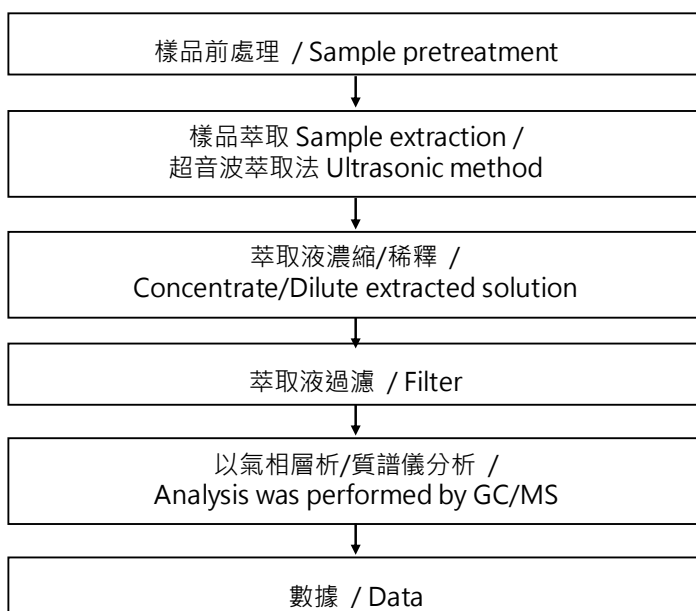 樣品前處理 / Sample pretreatment
樣品萃取 Sample extraction /
超音波萃取法 Ultrasonic method
萃取液濃縮/稀釋 /
Concentrate/Dilute extracted solution
萃取液過濾 / Filter
以氣相層析/質譜儀分析 /
Analysis was performed by GC/MS
數據 / Data